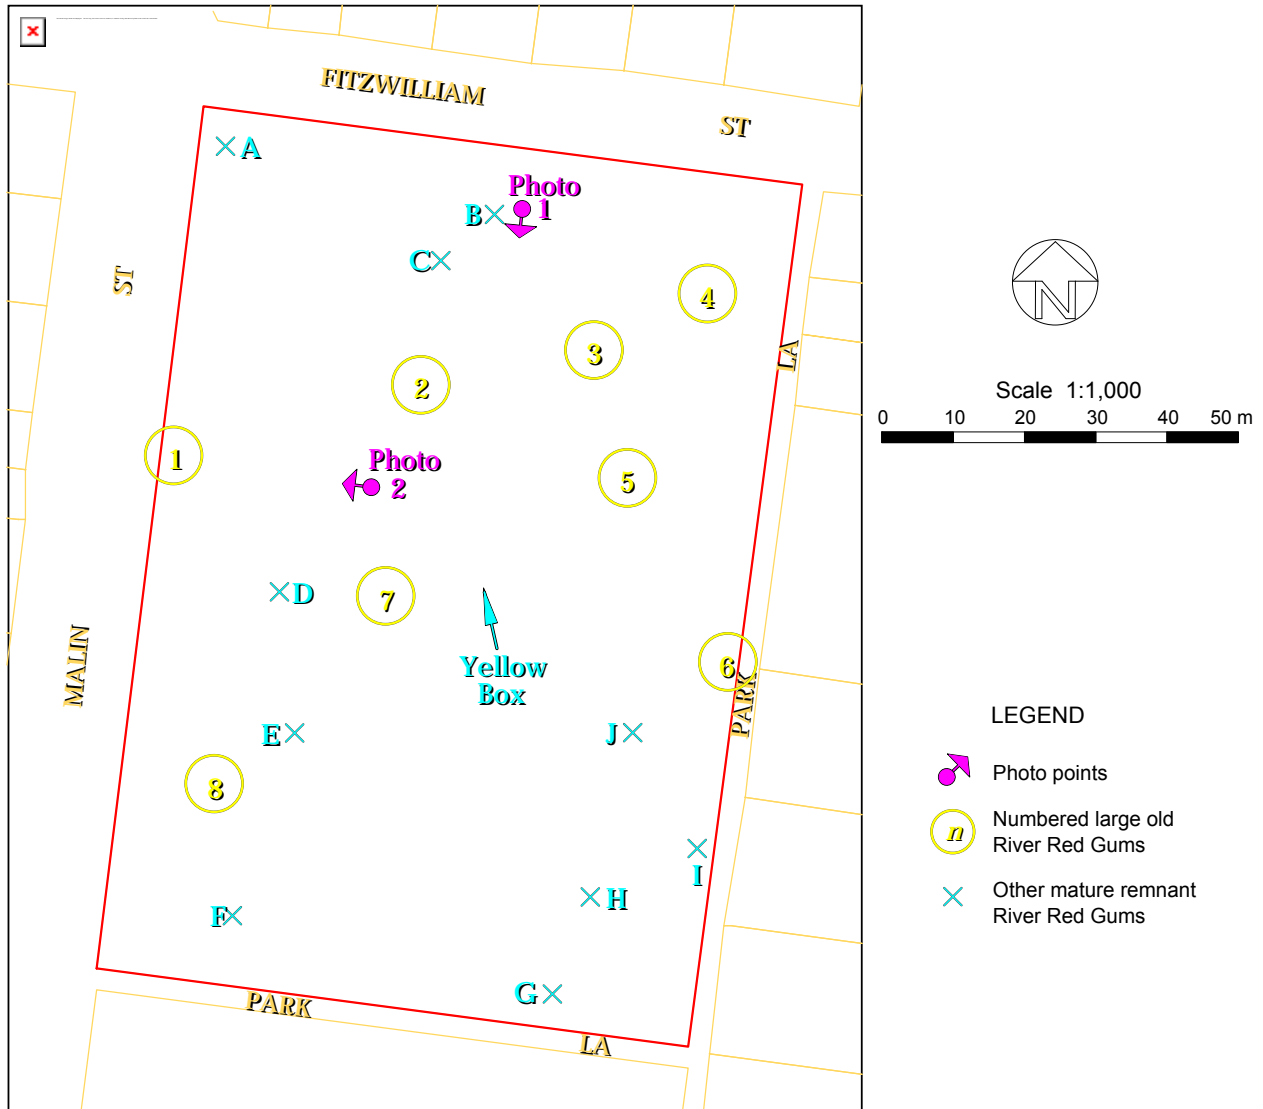 FITZWILLIAM
ST
A
Photo
1
B
C
ST
4
LA
3
2
1
Photo
2
5
D
7
Yellow
Box
6
PARK
MALIN
E
J
8
I
H
F
G
PARK
LA
N
Scale 1:1,000
0 10 20 30 40 50 m
LEGEND
Photo points
n
Numbered large old
River Red Gums
Other mature remnant
River Red Gums